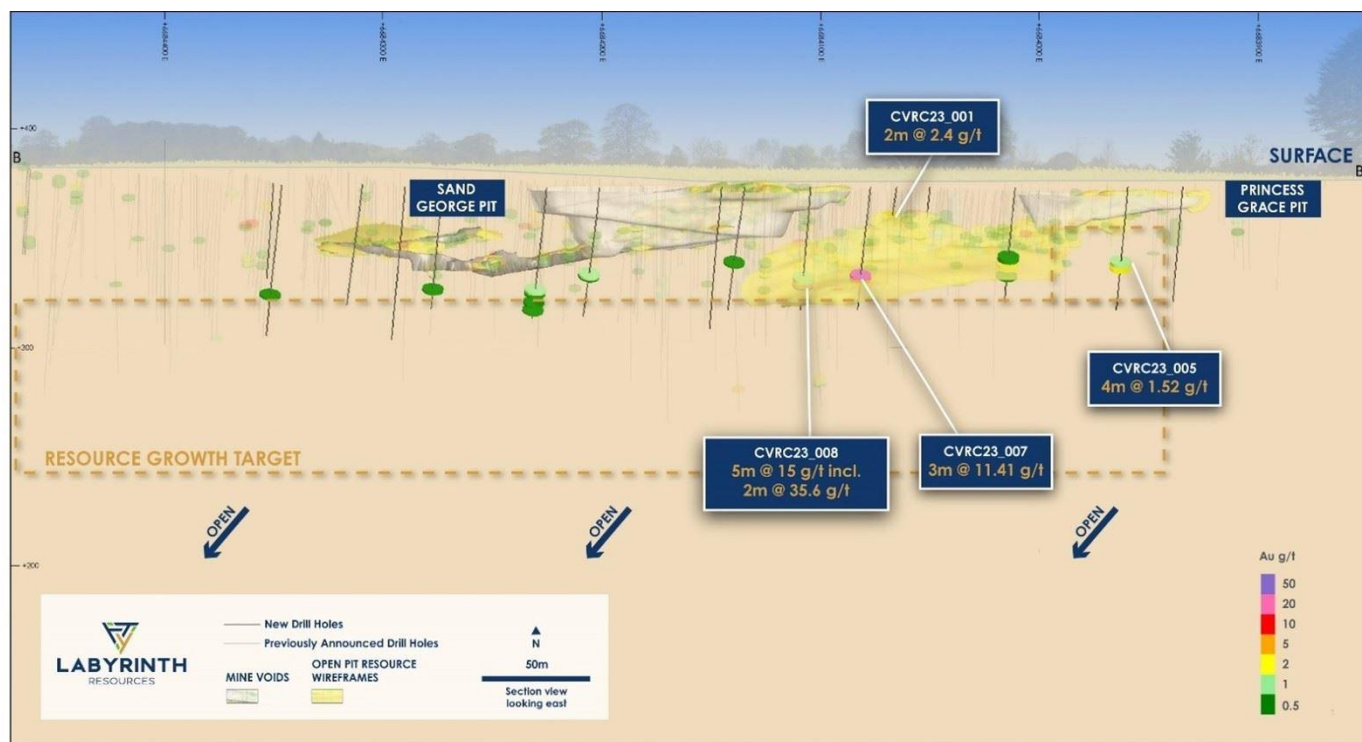 +400
B
CVRC23_001
2m @ 2.4 g/t
SURFACE
B
SAND
GEORGE PIT
PRINCESS
GRACE PIT
+300
CVRC23_005
4m @ 1.52 g/t
CVRC23_008
5m @ 15 g/t incl.
2m @ 35.6 g/t
CVRC23_007
3m @ 11.41 g/t
RESOURCE GROWTH TARGET
OPEN
OPEN
OPEN
+200
Au g/t
50
20
10
5
2
1
0.5
LABYRINTH
RESOURCES
New Drill Holes
Previously Announced Drill Holes
MINE VOIDS
OPEN PIT RESOURCE
WIREFRAMES
N
50m
Section view
looking east